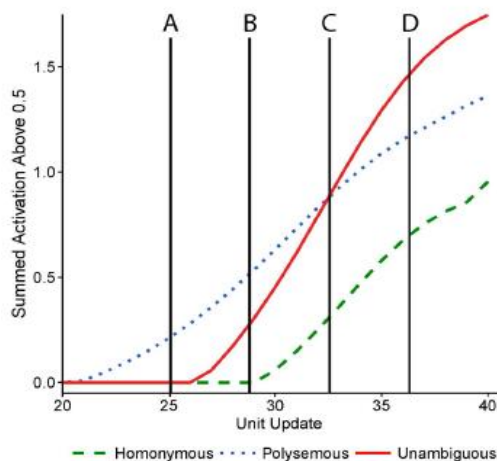 A B C D
Summed Activation Above 0.5
1.5
1.0
0.5
0.0
20 25 30 35 40
Unit Update
Homonymous Polysemous Unambiguous